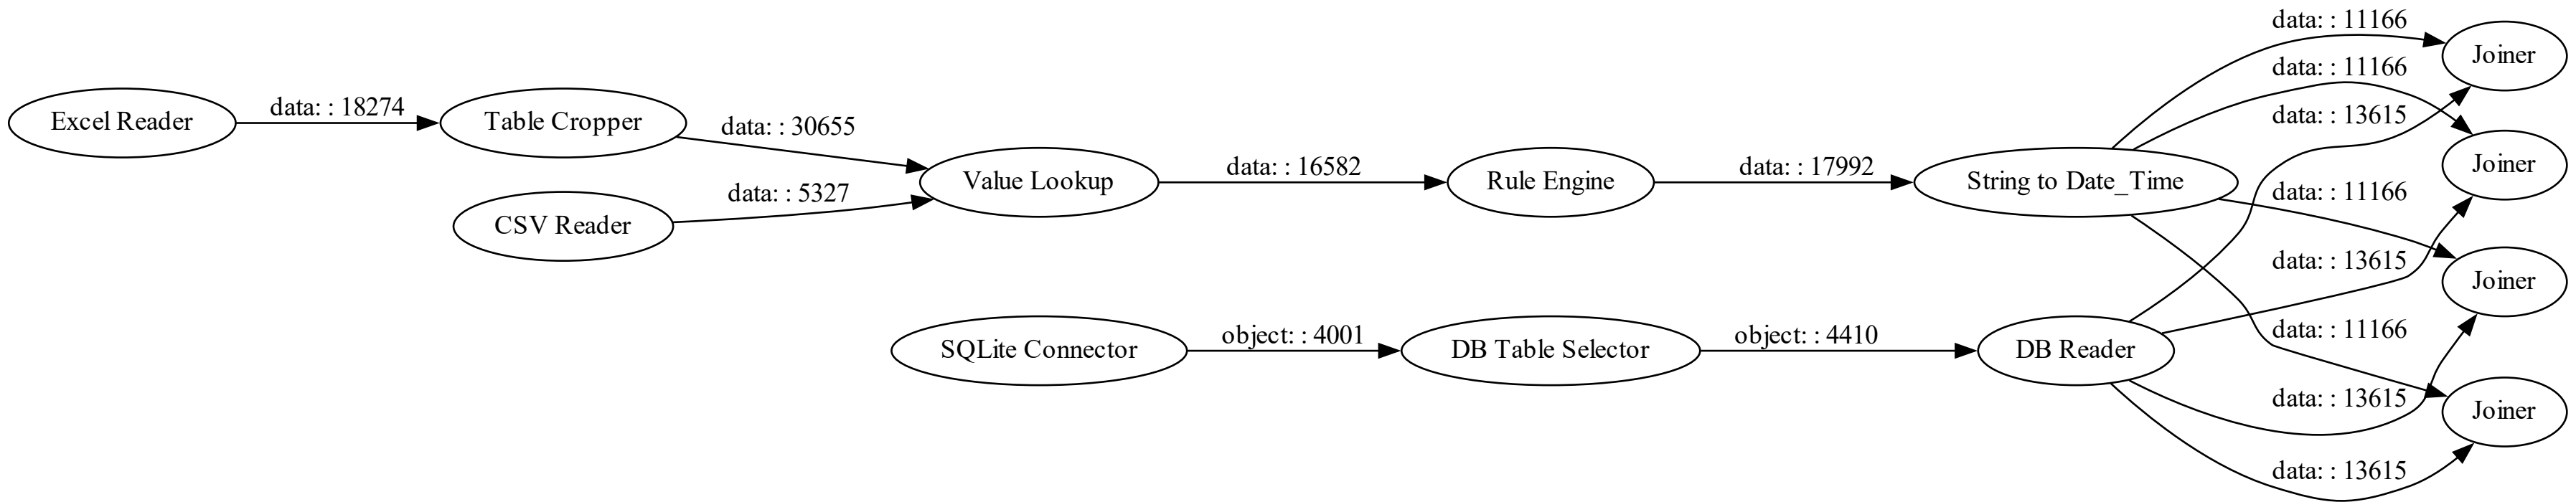 data: : 11166
Joiner
data: : 11166
Excel Reader
data: : 18274
Table Cropper
data: : 30655
data: : 13615
Joiner
Value Lookup
data: : 16582
Rule Engine
data: : 17992
String to Date_Time
data: : 5327
data: : 11166
CSV Reader
data: : 13615
Joiner
data: : 11166
SQLite Connector
object: : 4001
DB Table Selector
object: : 4410
DB Reader
data: : 13615
Joiner
data: : 13615